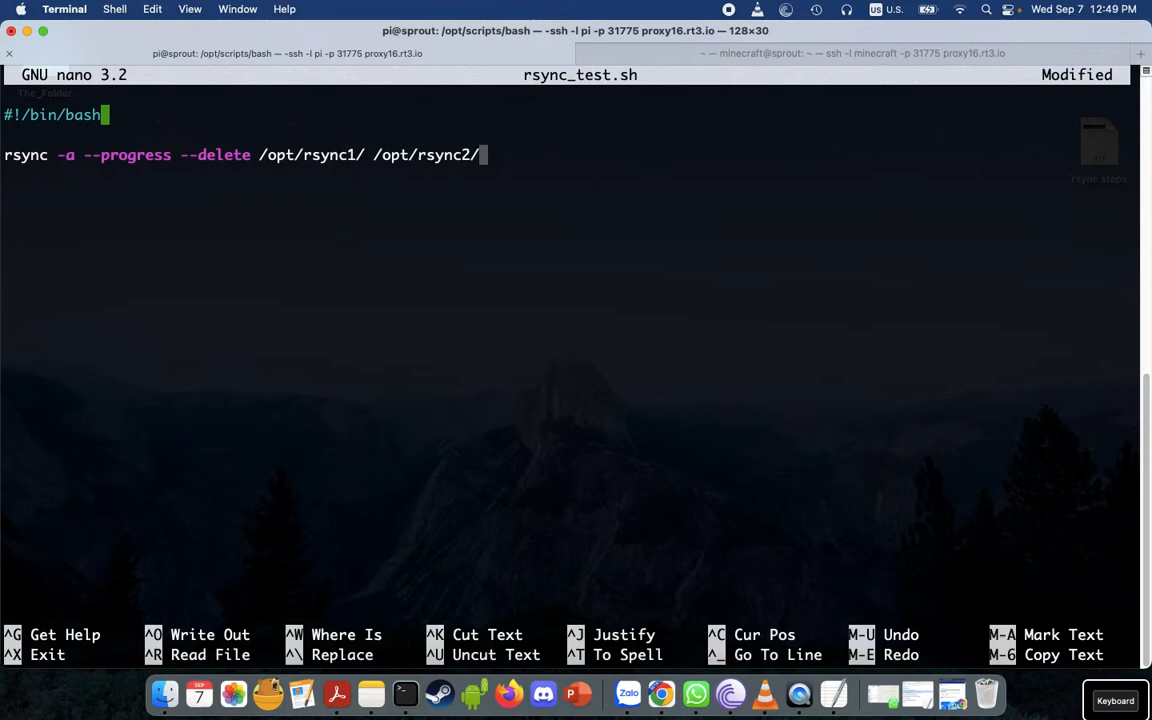 Terminal Shell Edit View Window Help U.S. Wed Sep 7 12:49 PM
pi@sprout: /opt/scripts/bash — -ssh -l pi -p 31775 proxy16.rt3.io — 128×30
pi@sprout: /opt/scripts/bash — -ssh -l pi -p 31775 proxy16.rt3.io
~ — minecraft@sprout: ~ — ssh -l minecraft -p 31775 proxy16.rt3.io
GNU nano 3.2 rsync_test.sh Modified
The_Folder
#!/bin/bash
rsync -a --progress --delete /opt/rsync1/ /opt/rsync2/
rsync steps
^G Get Help ^O Write Out ^W Where Is ^K Cut Text ^J Justify ^C Cur Pos M-U Undo M-A Mark Text
^X Exit ^R Read File ^\ Replace ^U Uncut Text ^T To Spell ^_ Go To Line M-E Redo M-6 Copy Text
Zalo
Keyboard